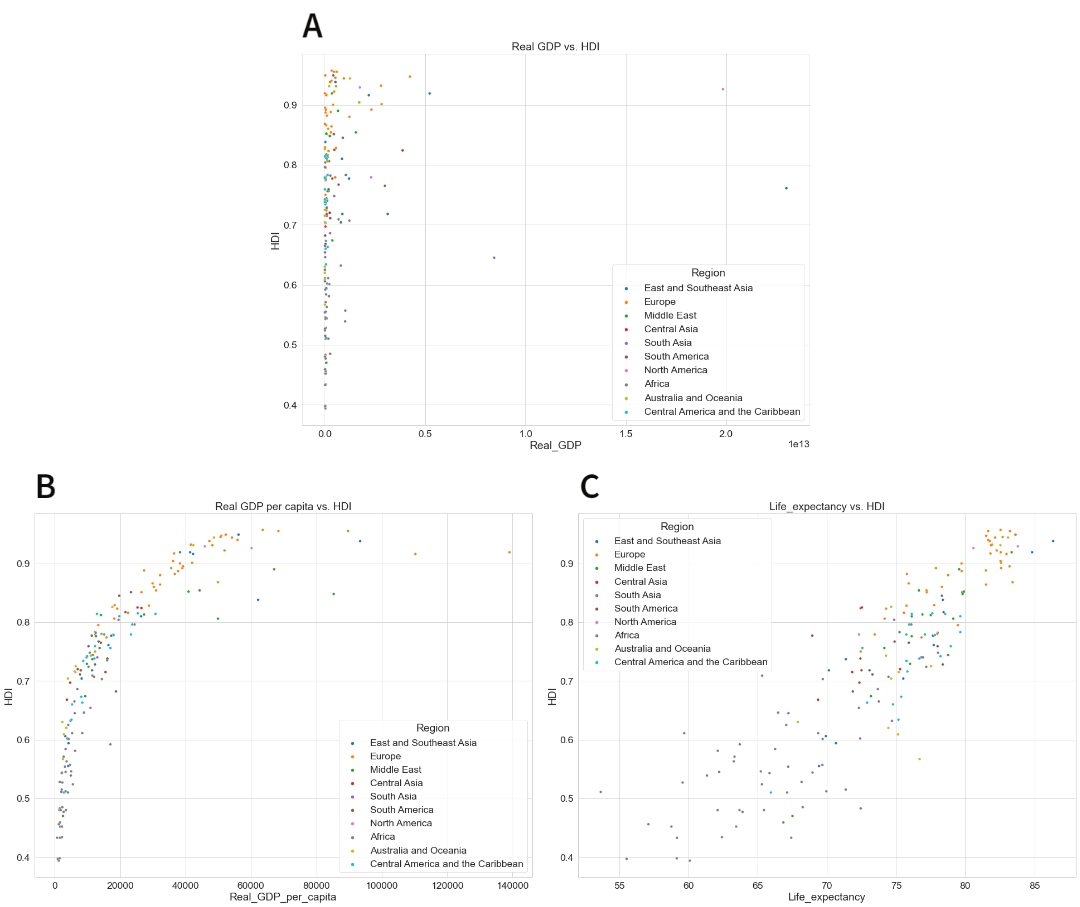 A
Real GDP vs. HDI
HDI
0.9
0.8
0.7
0.6
0.5
0.4
Region
East and Southeast Asia
Europe
Middle East
Central Asia
South Asia
South America
North America
Africa
Australia and Oceania
Central America and the Caribbean
0.0 0.5 1.0 1.5 2.0
1e13
Real_GDP
B
Real GDP per capita vs. HDI
HDI
0.9
0.8
0.7
0.6
0.5
0.4
Region
East and Southeast Asia
Europe
Middle East
Central Asia
South Asia
South America
North America
Africa
Australia and Oceania
Central America and the Caribbean
0 20000 40000 60000 80000 100000 120000 140000
Real_GDP_per_capita
C
Life_expectancy vs. HDI
HDI
0.9
0.8
0.7
0.6
0.5
0.4
Region
East and Southeast Asia
Europe
Middle East
Central Asia
South Asia
South America
North America
Africa
Australia and Oceania
Central America and the Caribbean
55 60 65 70 75 80 85
Life_expectancy